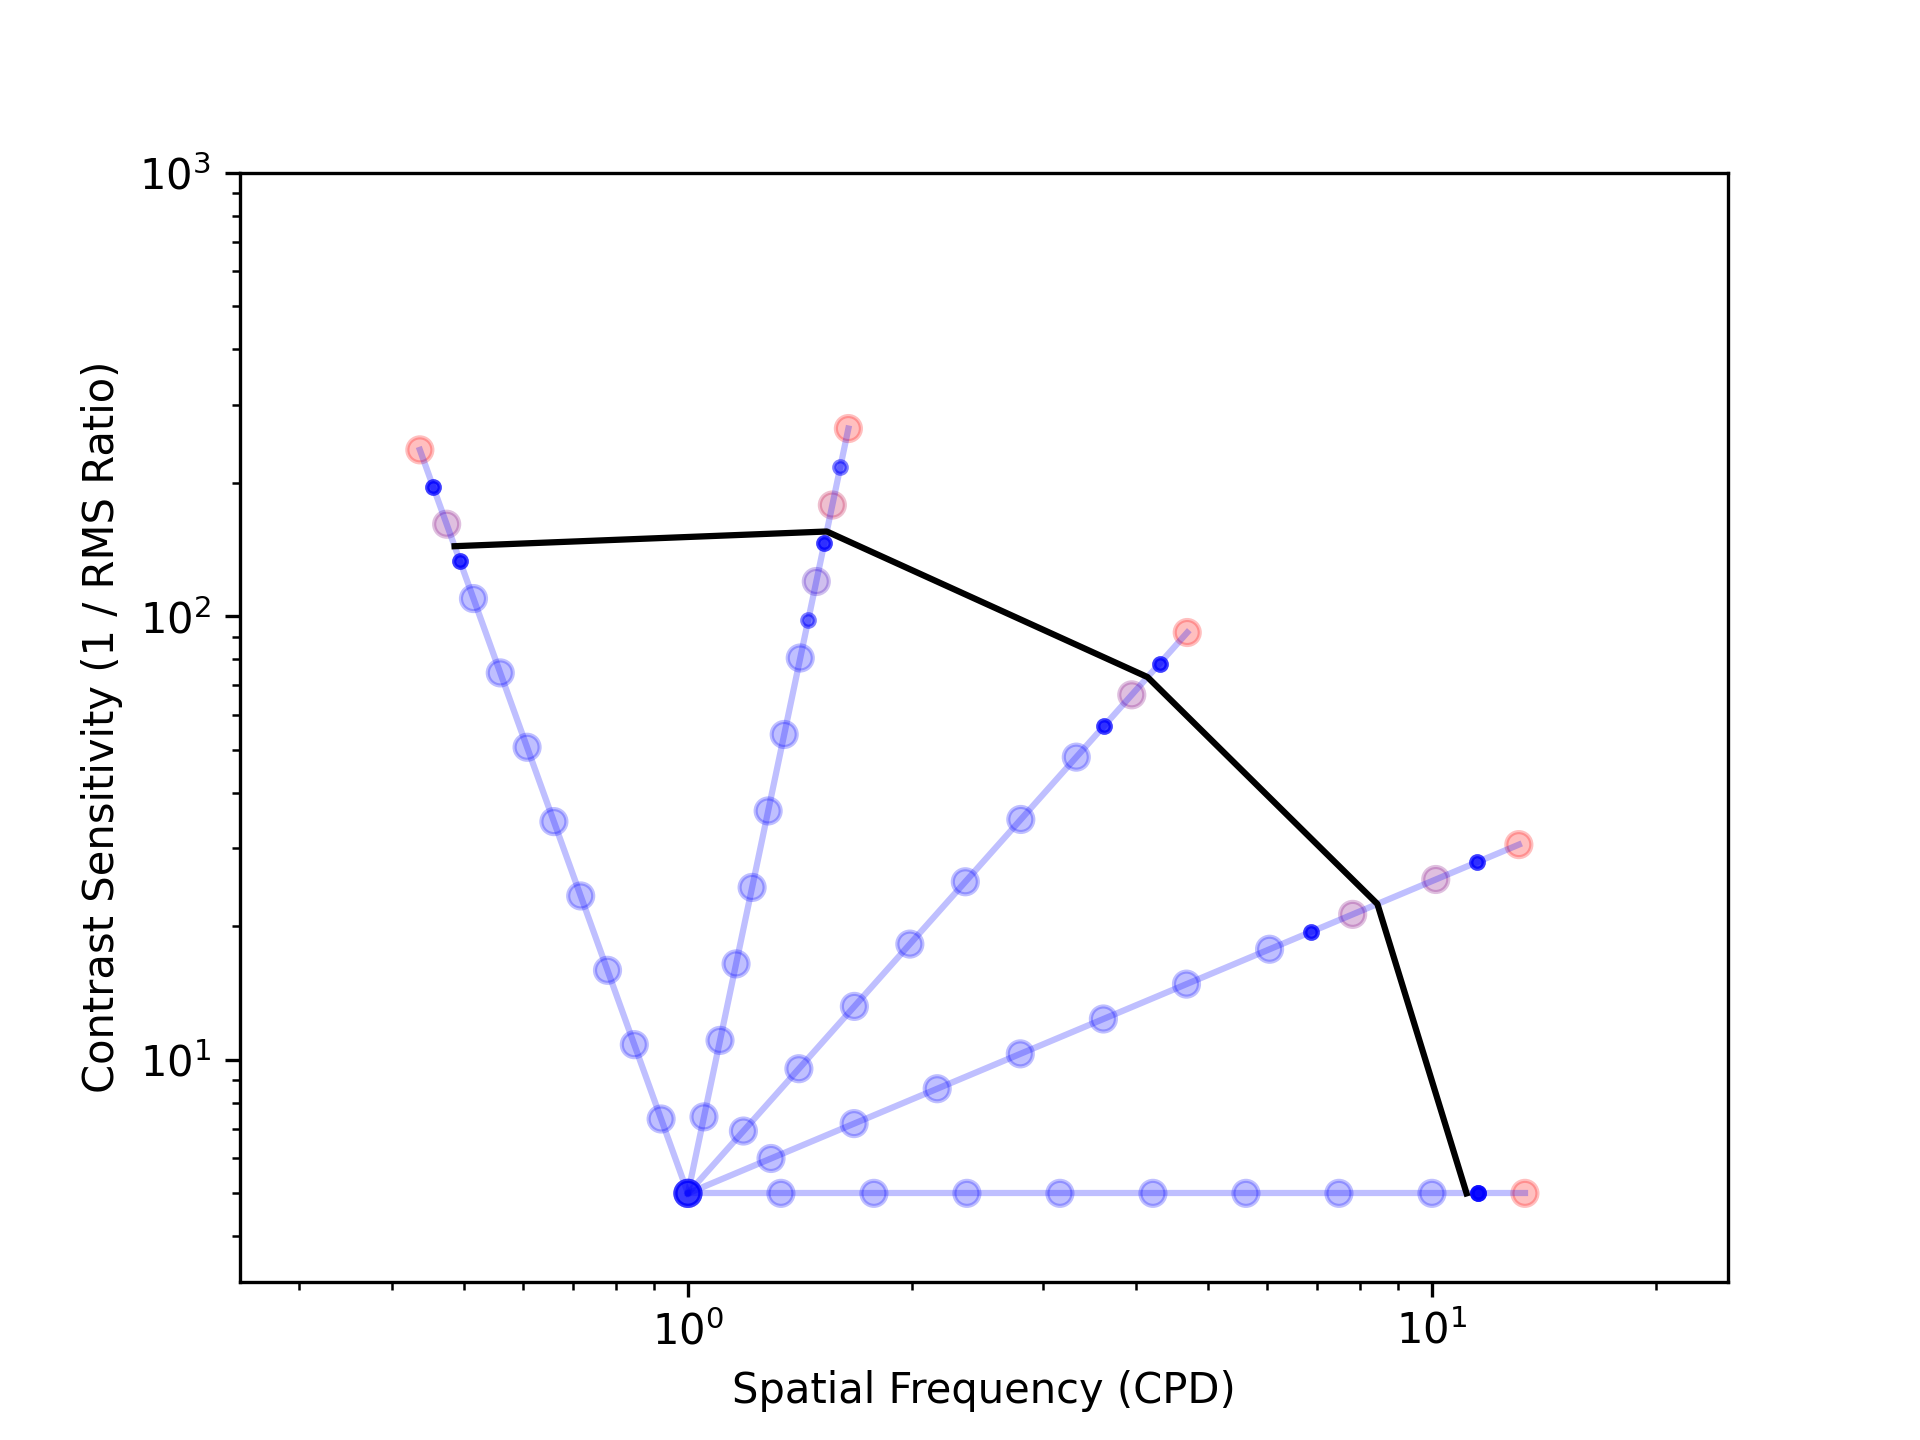 10³
10²
10¹
Contrast Sensitivity (1 / RMS Ratio)
10⁰ 10¹
Spatial Frequency (CPD)